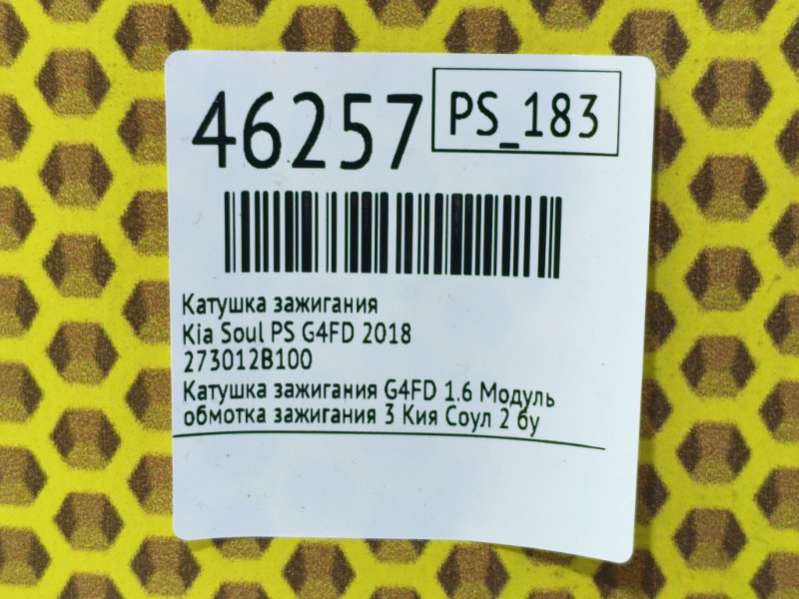 46257
PS_183
Катушка зажигания
Kia Soul PS G4FD 2018
273012B100
Катушка зажигания G4FD 1.6 Модуль
обмотка зажигания 3 Кия Соул 2 бу